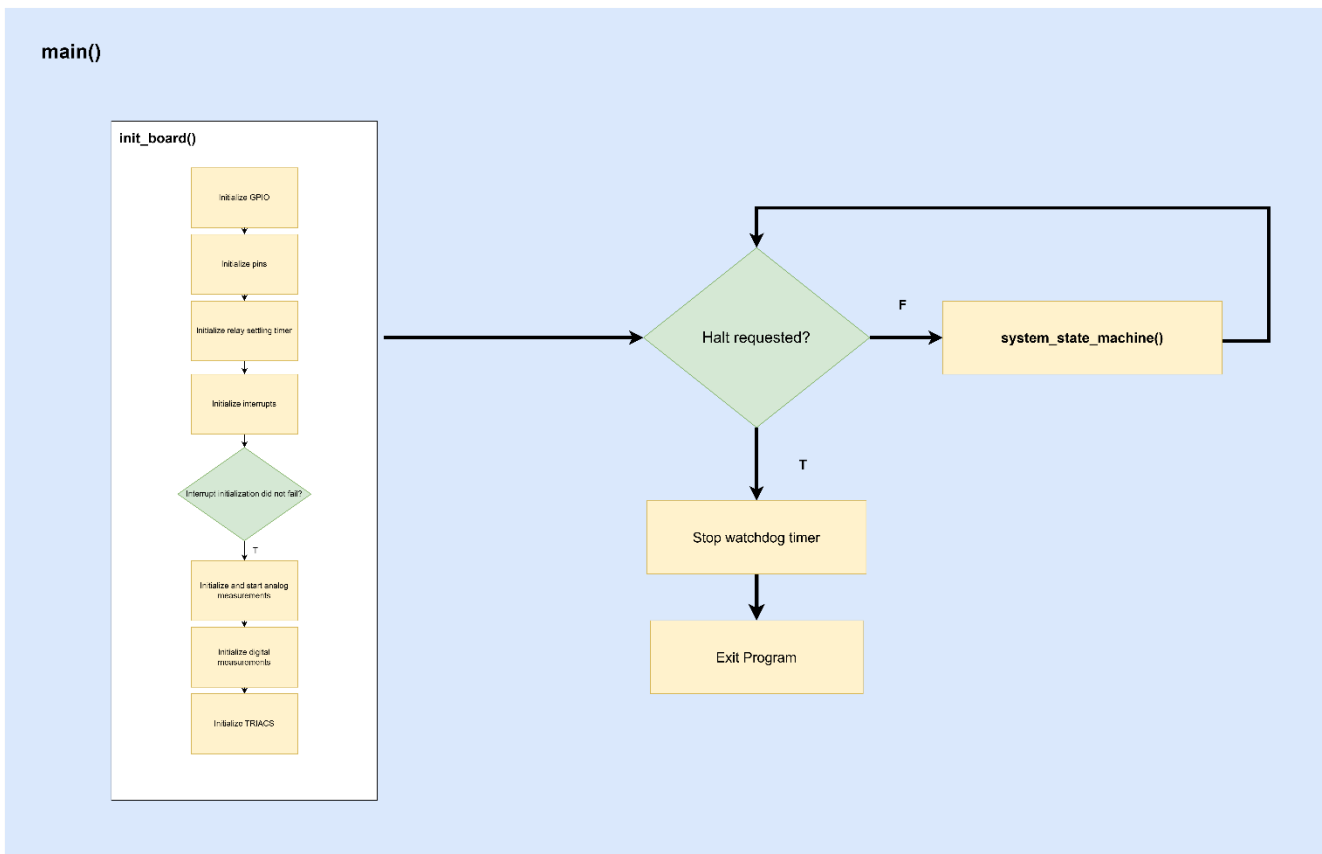 main()
init_board()
Initialize GPIO
Initialize pins
Initialize relay settling timer
Initialize interrupts
Interrupt initialization did not fail?
T
Initialize and start analog
measurements
Initialize digital
measurements
Initialize TRIACS
Halt requested?
F
system_state_machine()
T
Stop watchdog timer
Exit Program